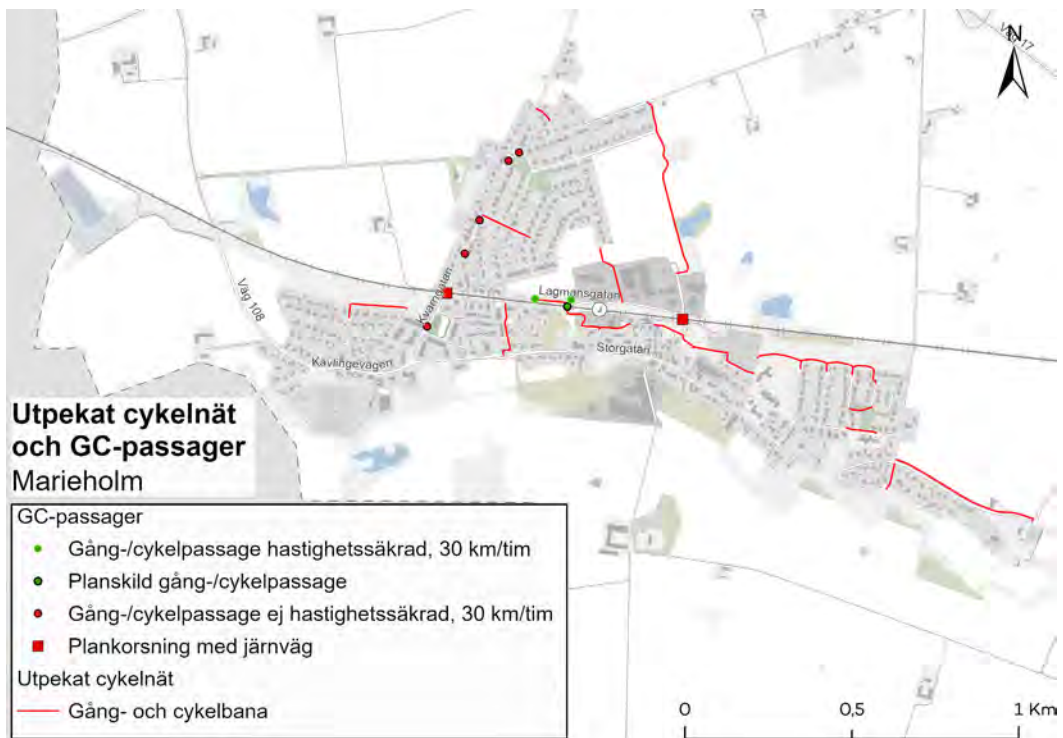 N
Väg 17
Väg 108
Kvarngatan
Lagmansgatan
Kävlingevägen
Storgatan
Utpekat cykelnät
och GC-passager
Marieholm
GC-passager
Gång-/cykelpassage hastighetssäkrad, 30 km/tim
Planskild gång-/cykelpassage
Gång-/cykelpassage ej hastighetssäkrad, 30 km/tim
Plankorsning med järnväg
Utpekat cykelnät
Gång- och cykelbana
0 0,5 1 Km